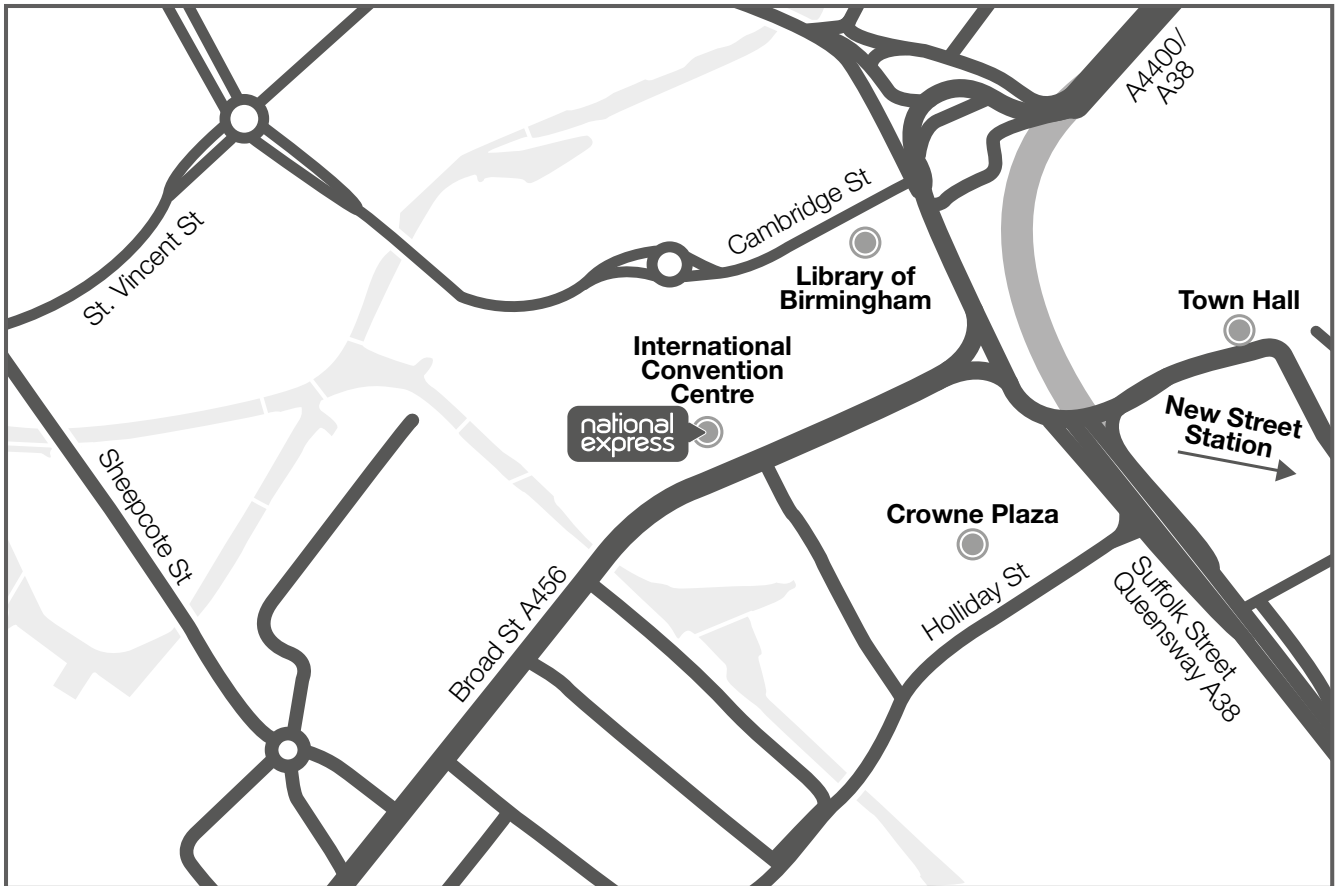 A4400/
A38
Cambridge St
St. Vincent St
Library of
Birmingham
Town Hall
International
Convention
Centre
national
express
New Street
Station
Sheepcote St
Crowne Plaza
Broad St A456
Holliday St
Suffolk Street
Queensway A38